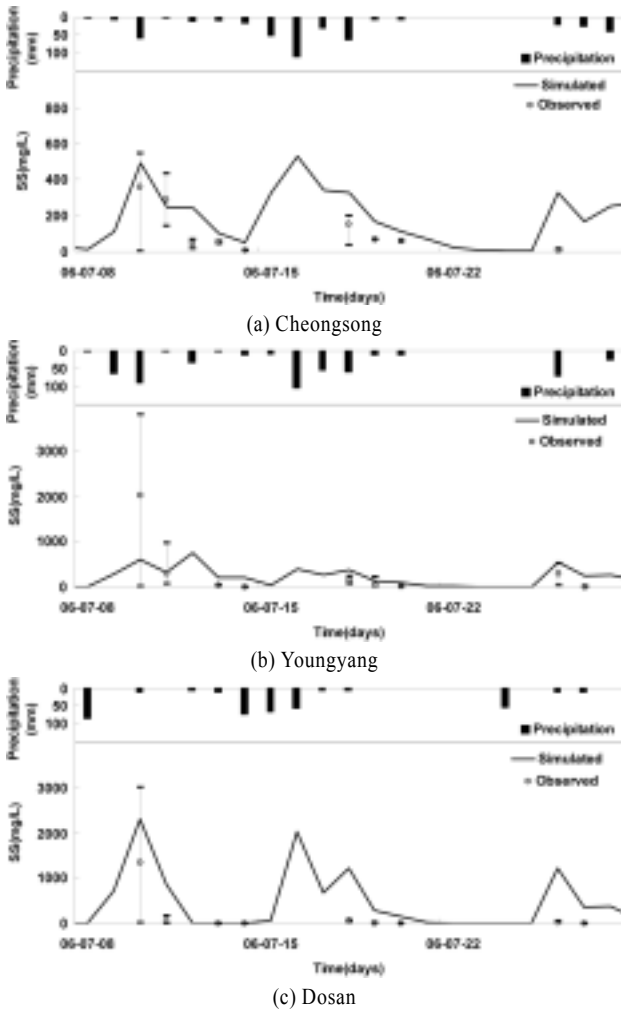 Precipitation
(mm)
0
50
100
Precipitation
Simulated
Observed
SS(mg/L)
800
600
400
200
0
06-07-08
06-07-15
06-07-22
Time(days)
(a) Cheongsong
Precipitation
(mm)
0
50
100
Precipitation
Simulated
Observed
SS(mg/L)
3000
2000
1000
0
06-07-08
06-07-15
06-07-22
Time(days)
(b) Youngyang
Precipitation
(mm)
0
50
100
Precipitation
Simulated
Observed
SS(mg/L)
3000
2000
1000
0
06-07-08
06-07-15
06-07-22
Time(days)
(c) Dosan